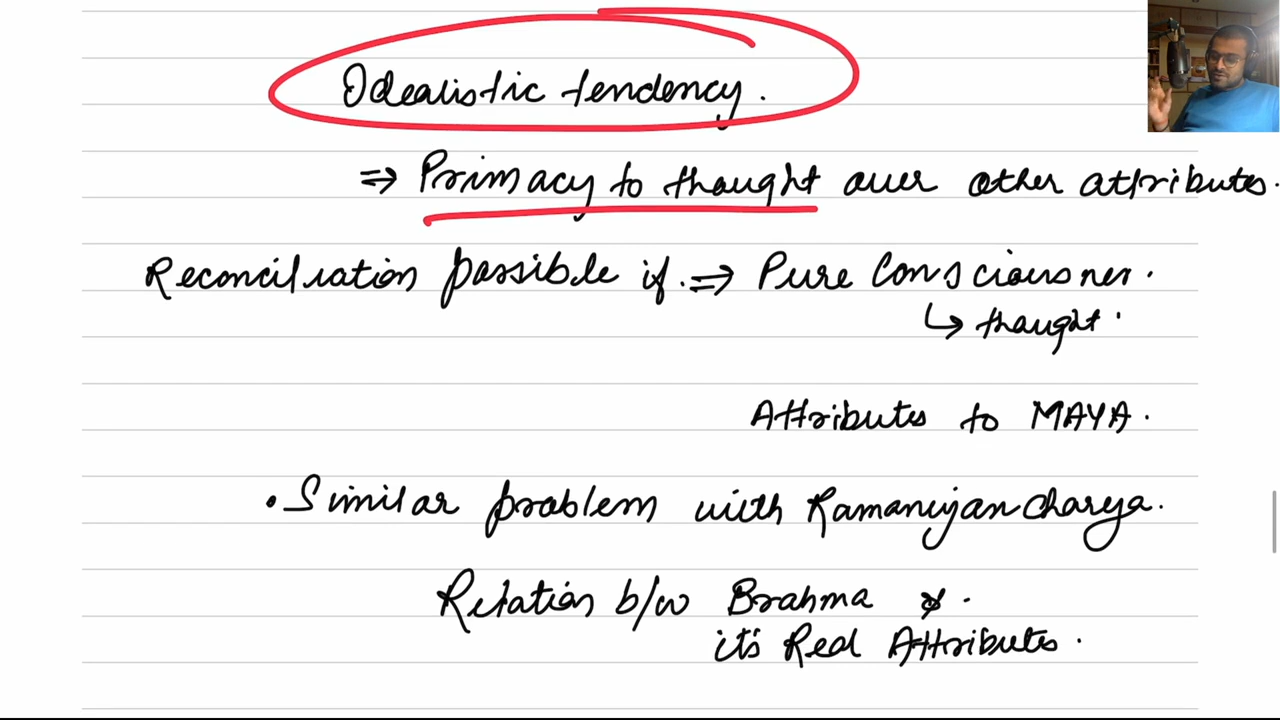 Idealistic tendency.
⇒ Primacy to thought over other attributes.
Reconciliation possible if. ⇒ Pure Consciousness.
↳ thought.
Attributes to MAYA.
• Similar problem with Ramanujancharya.
Relation b/w Brahma & .
it's Real Attributes.